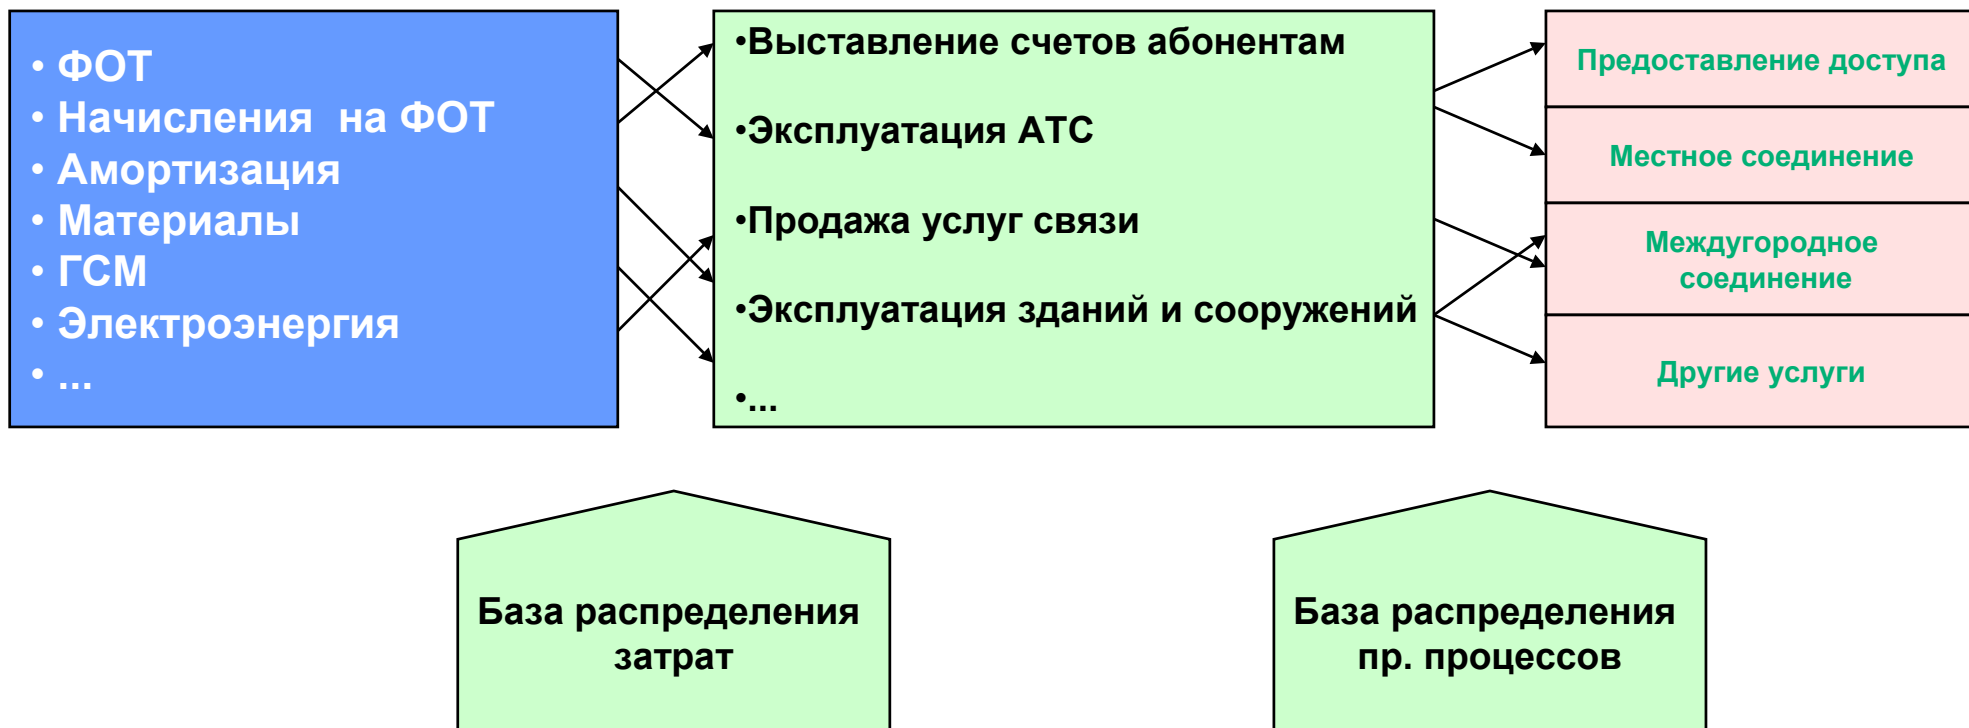 • ФОТ
• Начисления на ФОТ
• Амортизация
• Материалы
• ГСМ
• Электроэнергия
• ...
•Выставление счетов абонентам
•Эксплуатация АТС
•Продажа услуг связи
•Эксплуатация зданий и сооружений
•...
Предоставление доступа
Местное соединение
Междугородное
соединение
Другие услуги
База распределения
затрат
База распределения
пр. процессов